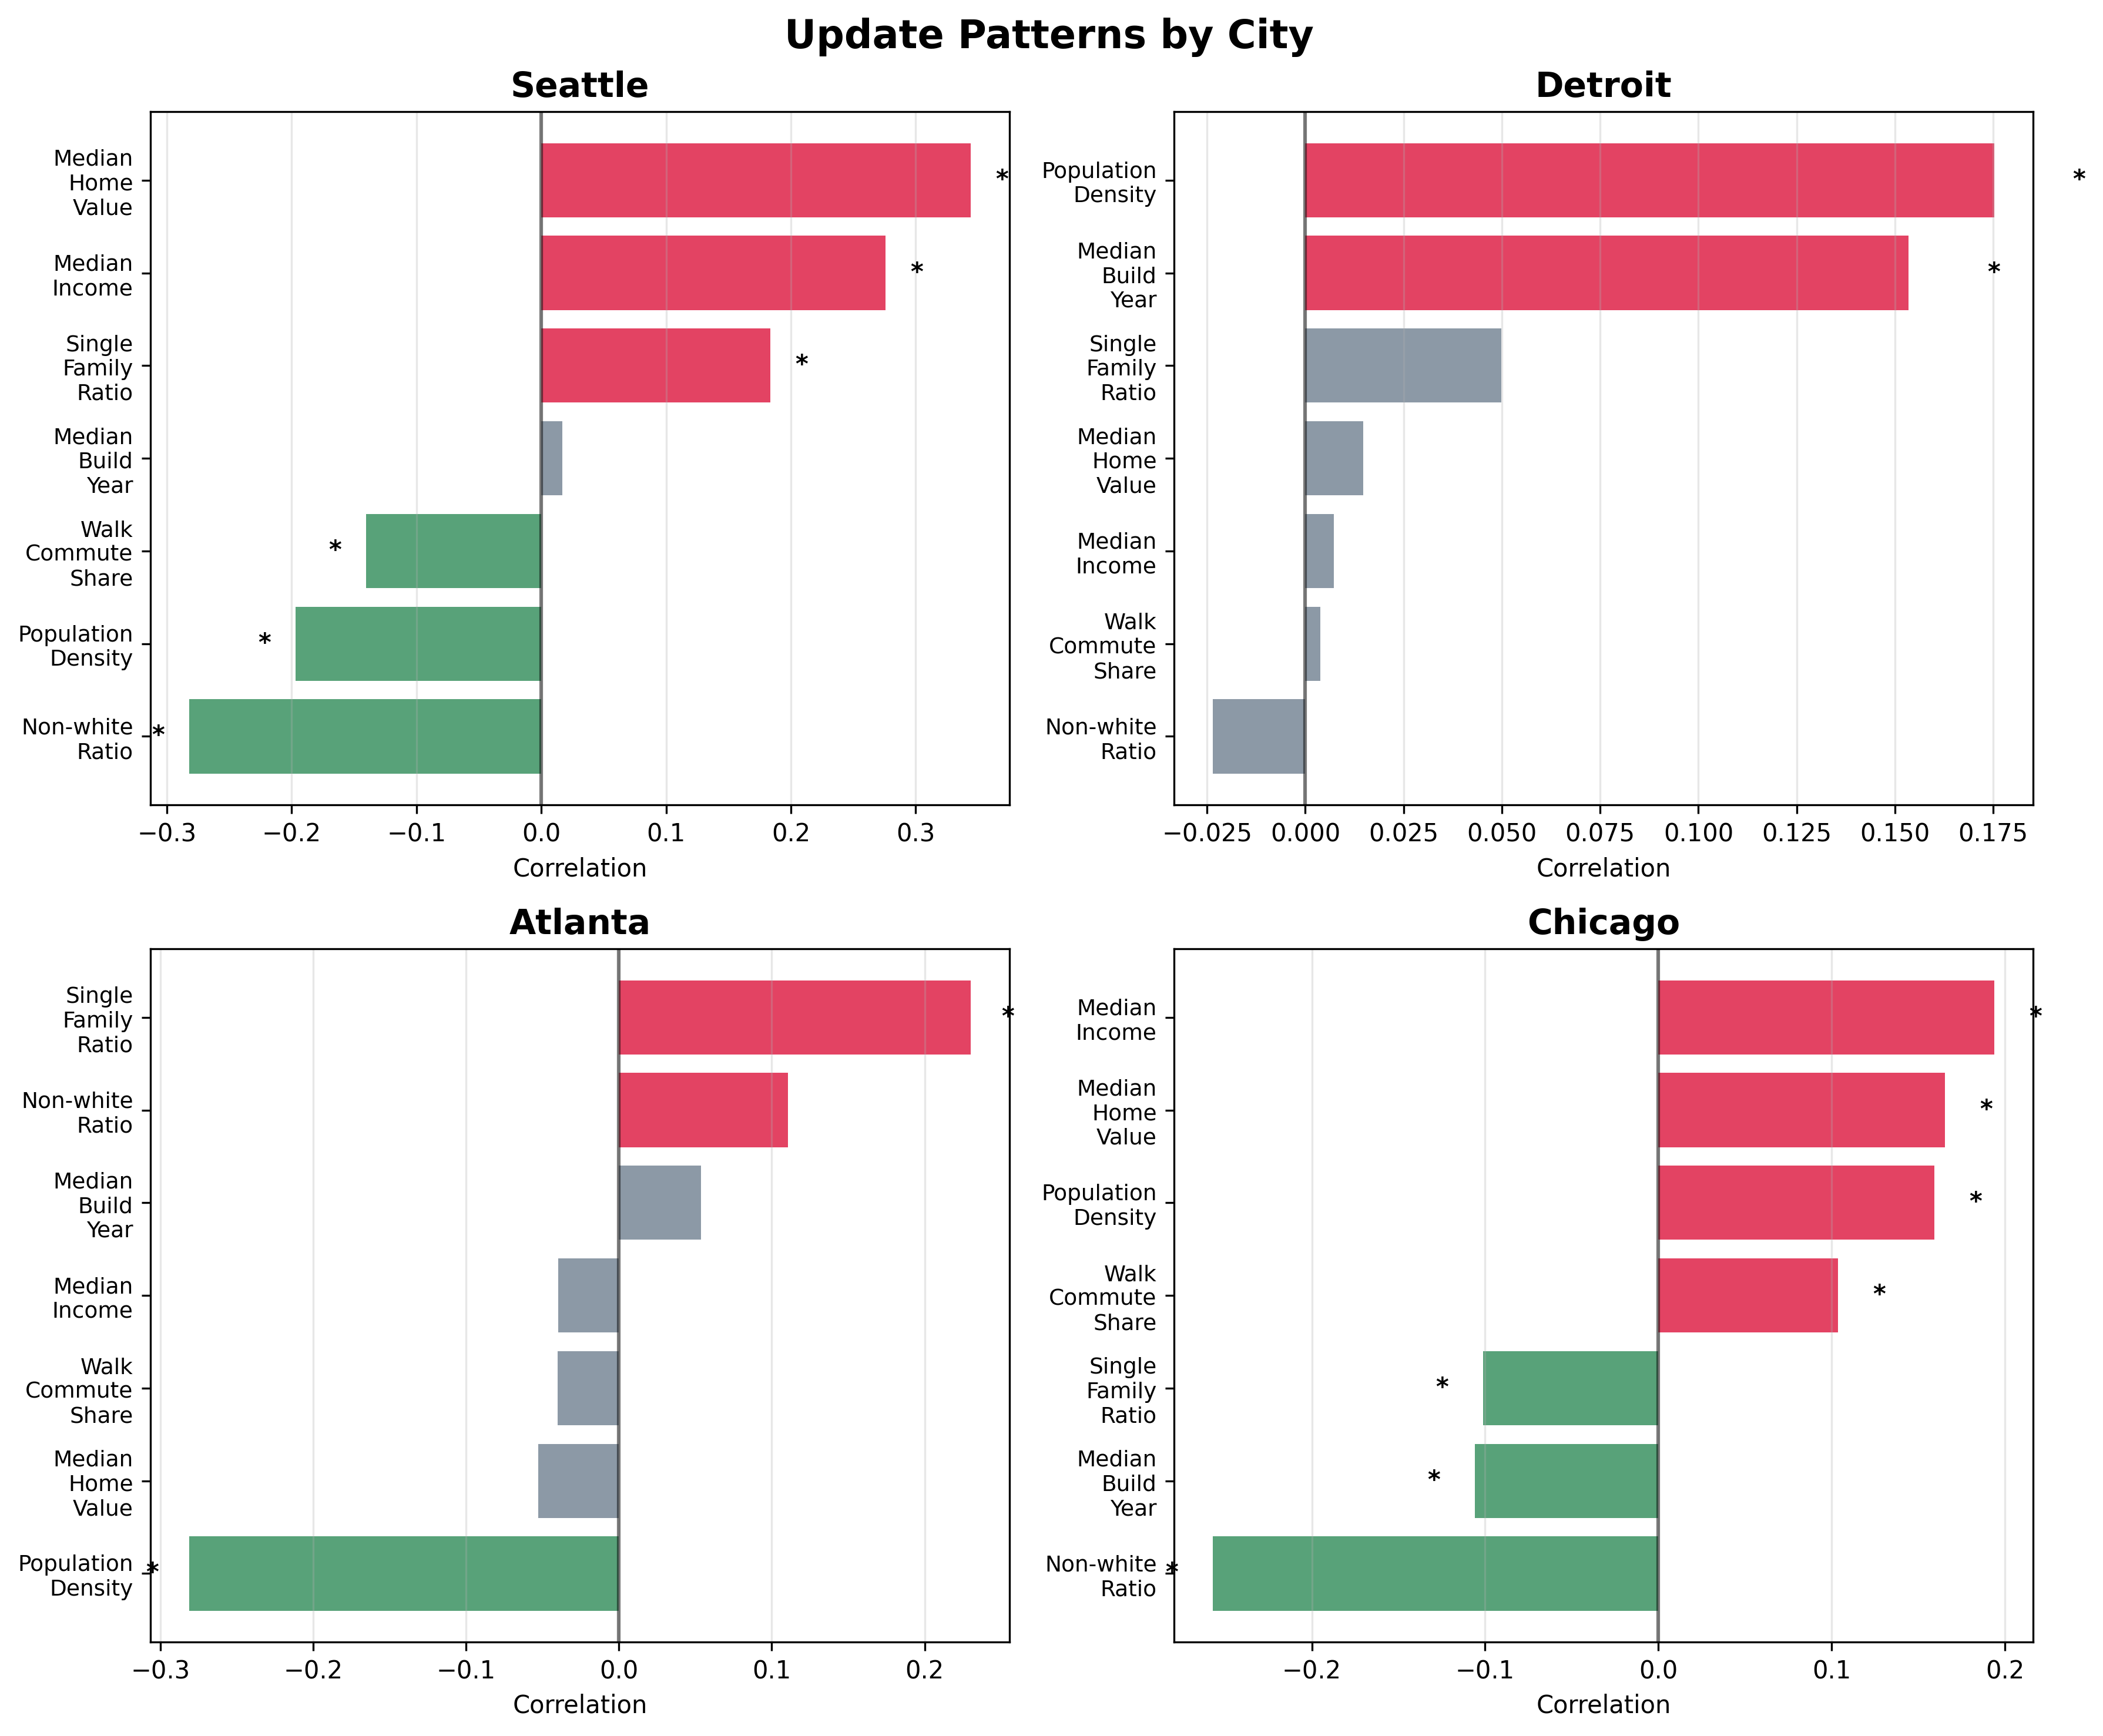 Update Patterns by City
Seattle
Median
Home
Value
*
Median
Income
*
Single
Family
Ratio
*
Median
Build
Year
Walk
Commute
Share
*
Population
Density
*
Non-white
Ratio
*
−0.3 −0.2 −0.1 0.0 0.1 0.2 0.3
Correlation
Detroit
Population
Density
*
Median
Build
Year
*
Single
Family
Ratio
Median
Home
Value
Median
Income
Walk
Commute
Share
Non-white
Ratio
−0.025 0.000 0.025 0.050 0.075 0.100 0.125 0.150 0.175
Correlation
Atlanta
Single
Family
Ratio
*
Non-white
Ratio
Median
Build
Year
Median
Income
Walk
Commute
Share
Median
Home
Value
Population
Density
*
−0.3 −0.2 −0.1 0.0 0.1 0.2
Correlation
Chicago
Median
Income
*
Median
Home
Value
*
Population
Density
*
Walk
Commute
Share
*
Single
Family
Ratio
*
Median
Build
Year
*
Non-white
Ratio
*
−0.2 −0.1 0.0 0.1 0.2
Correlation